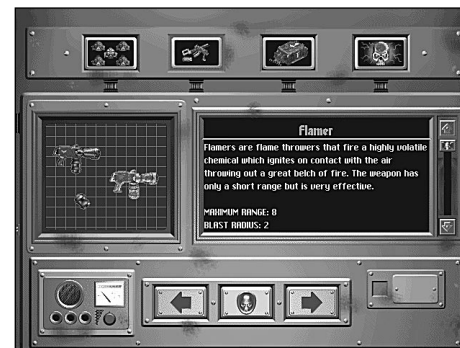 Flamer
Flamers are flame throwers that fire a highly volatile
chemical which ignites on contact with the air
throwing out a great belch of fire. The weapon has
only a short range but is very effective.
MAXIMUM RANGE: 8
BLAST RADIUS: 2